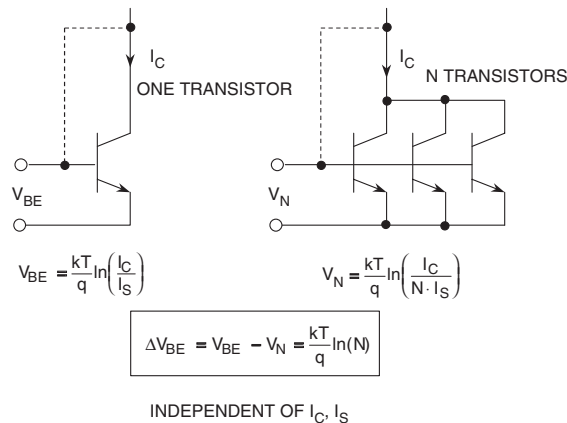 I_C
I_C
ONE TRANSISTOR
N TRANSISTORS
V_BE
V_N
V_BE = kT/q ln(I_C/I_S)
V_N = kT/q ln(I_C/N · I_S)
ΔV_BE = V_BE − V_N = kT/q ln(N)
INDEPENDENT OF I_C, I_S